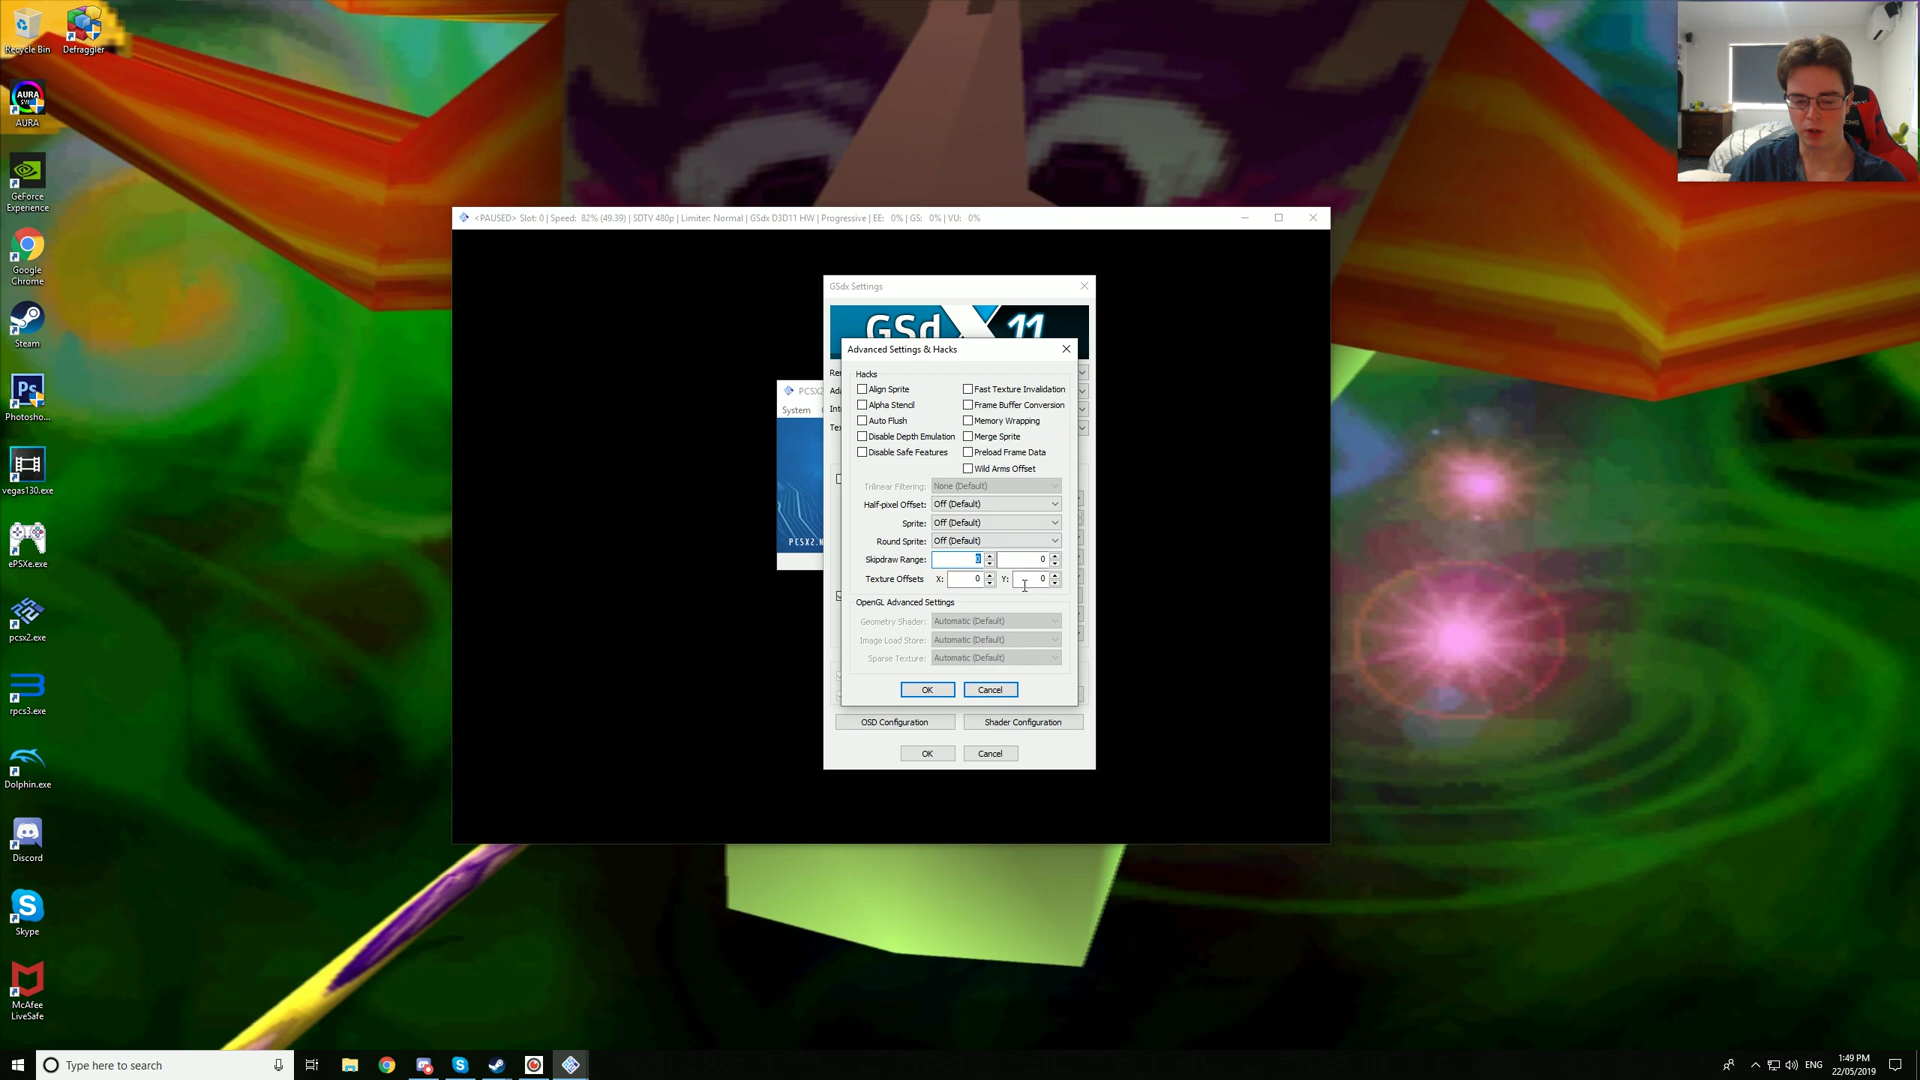 Recycle Bin
Defraggler
AURA
AURA
GeForce
Experience
Google
Chrome
Steam
Ps
Photosho...
vegas130.exe
ePSXe.exe
pcsx2.exe
rpcs3.exe
Dolphin.exe
Discord
S
Skype
McAfee
LiveSafe
<PAUSED> Slot: 0 | Speed: 82% (49.39) | SDTV 480p | Limiter: Normal | GSdx D3D11 HW | Progressive | EE: 0% | GS: 0% | VU: 0%
GSdx Settings
GSd X 11
PCSX2
System
PCSX2.N
Advanced Settings & Hacks
Hacks
Align Sprite
Fast Texture Invalidation
Alpha Stencil
Frame Buffer Conversion
Auto Flush
Memory Wrapping
Disable Depth Emulation
Merge Sprite
Disable Safe Features
Preload Frame Data
Wild Arms Offset
Trilinear Filtering: None (Default)
Half-pixel Offset: Off (Default)
Sprite: Off (Default)
Round Sprite: Off (Default)
Skipdraw Range: 0 0
Texture Offsets X: 0 Y: 0
OpenGL Advanced Settings
Geometry Shader: Automatic (Default)
Image Load Store: Automatic (Default)
Sparse Texture: Automatic (Default)
OK Cancel
OSD Configuration Shader Configuration
OK Cancel
Type here to search
ENG
1:49 PM
22/05/2019